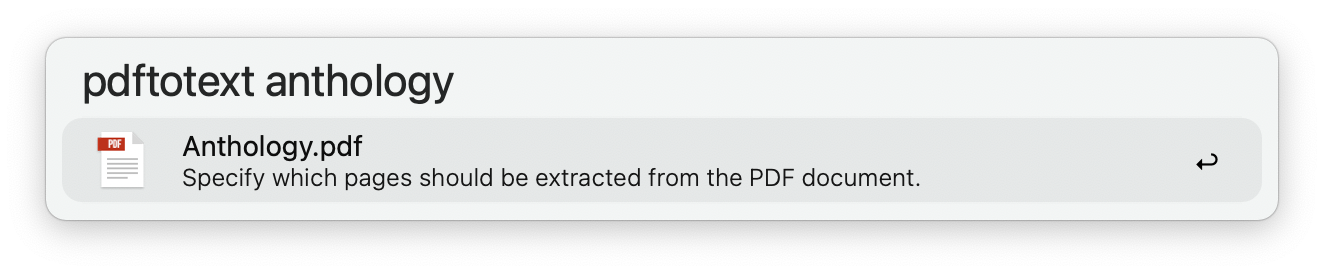 pdftotext anthology
PDF
Anthology.pdf
Specify which pages should be extracted from the PDF document.